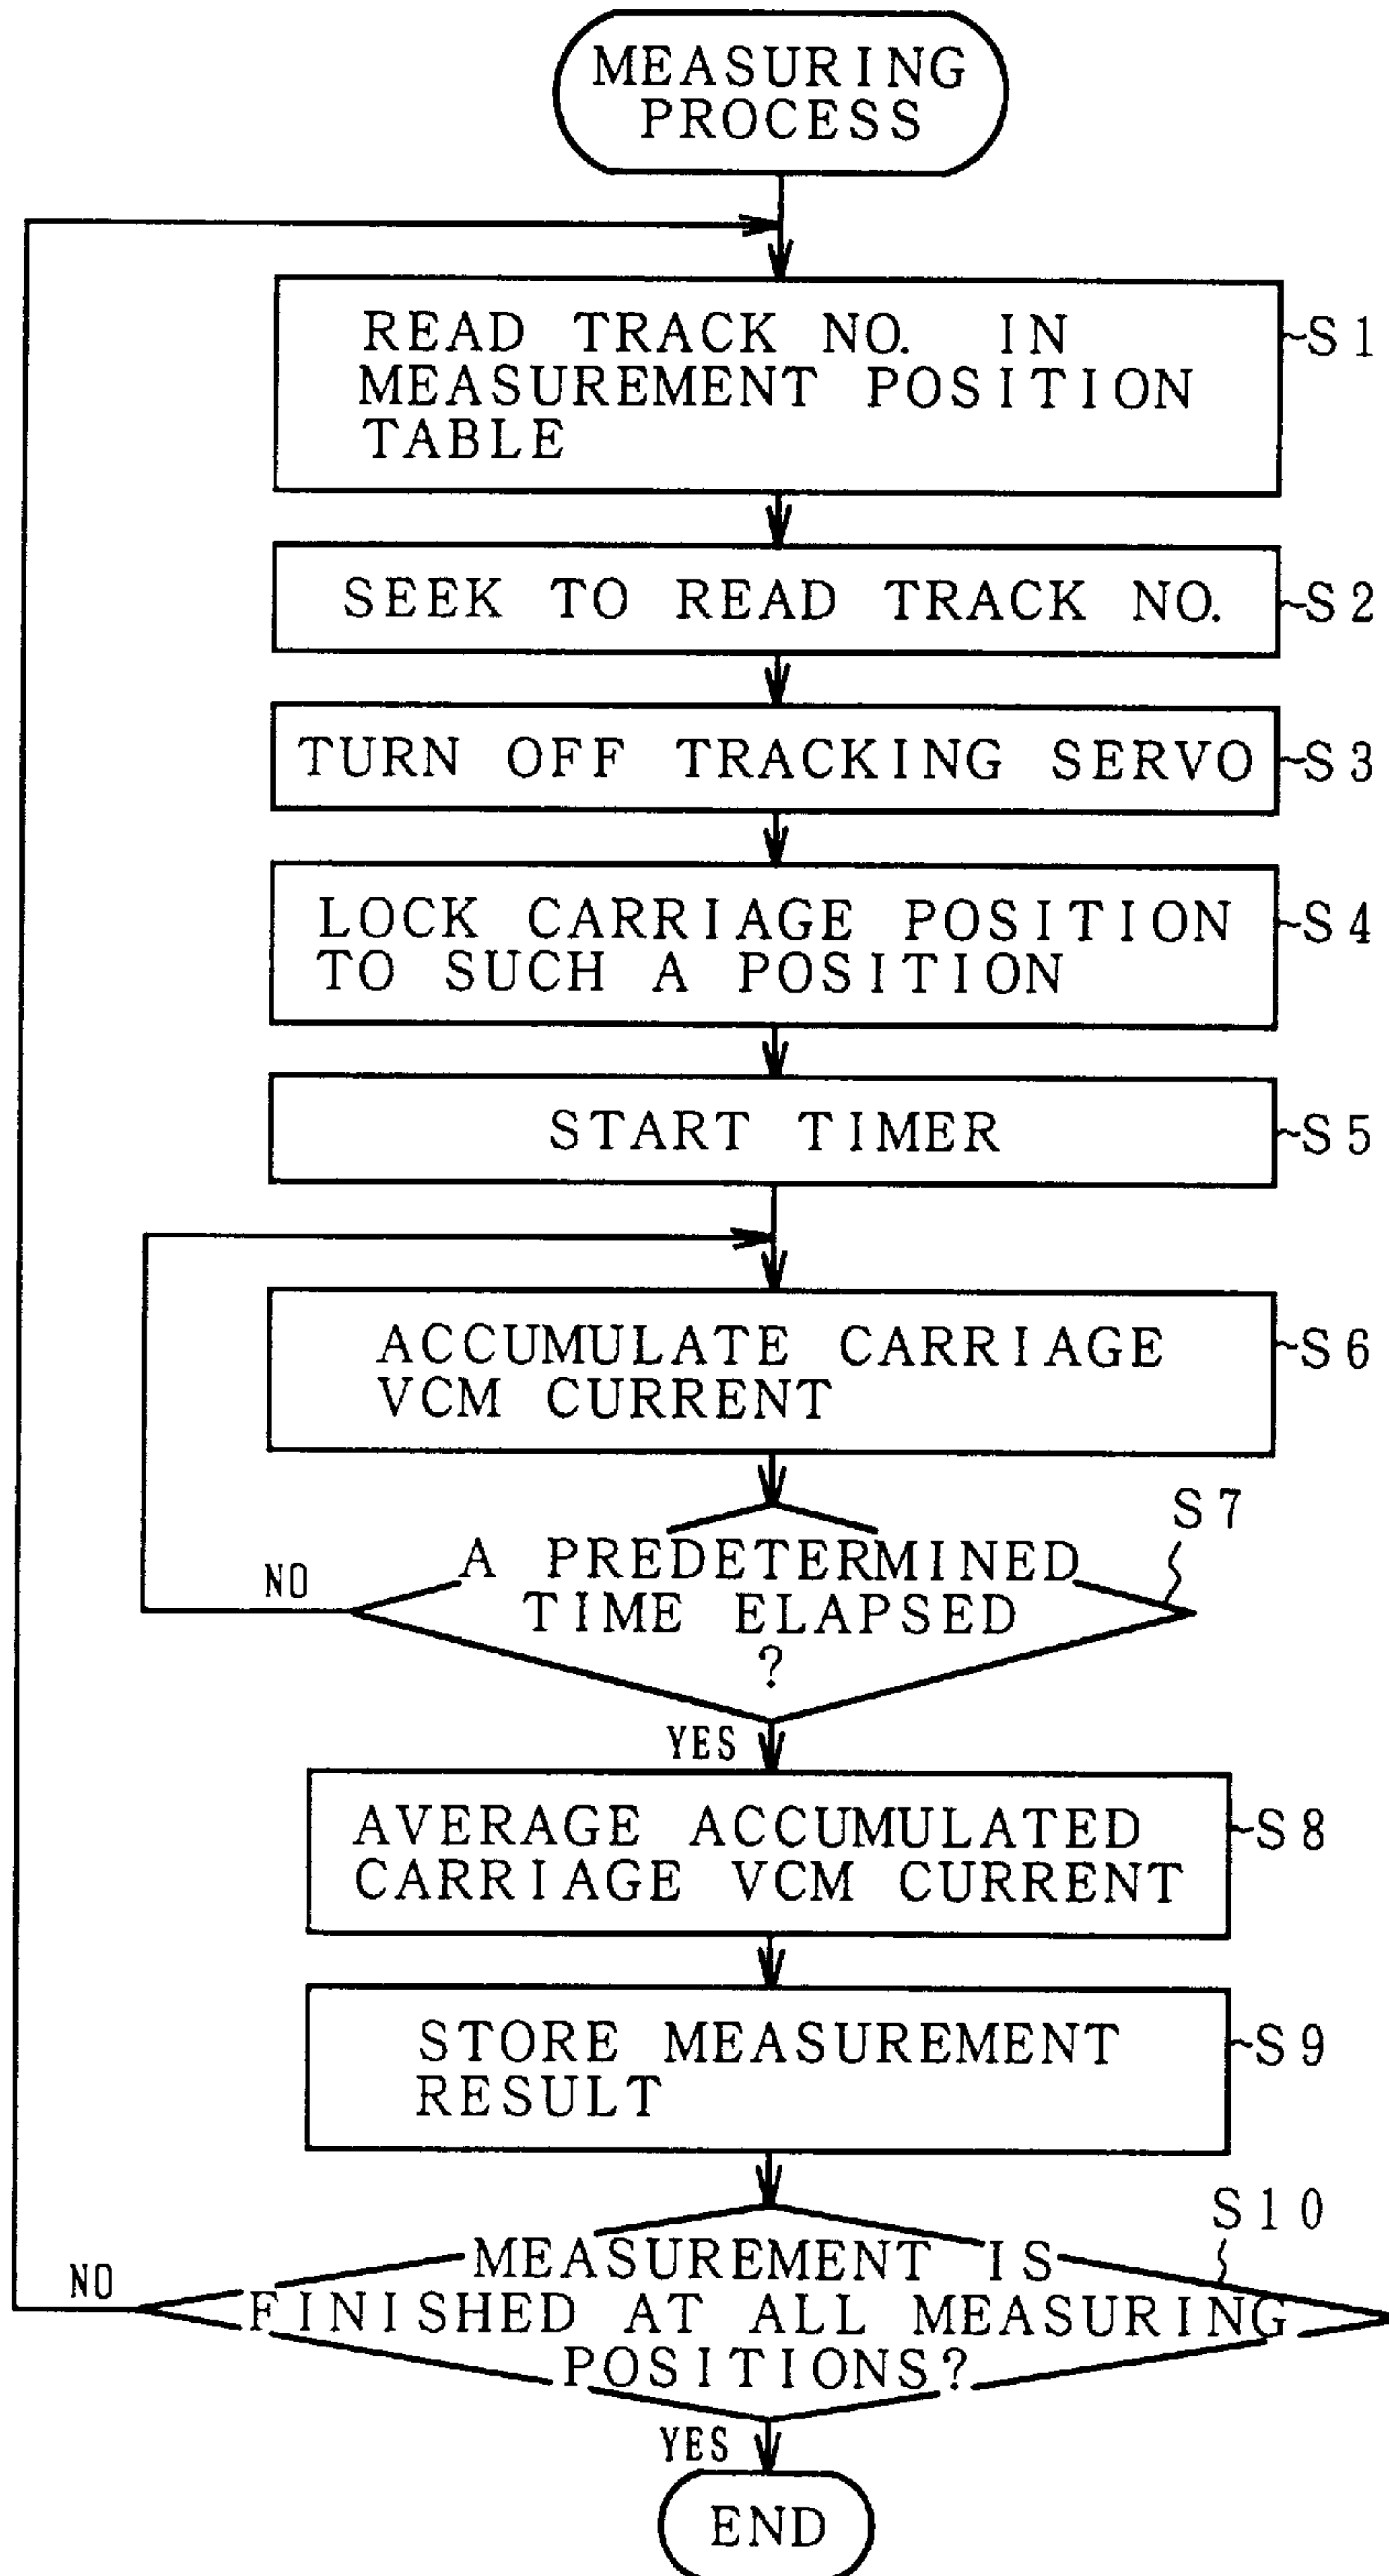 MEASURING
PROCESS
READ TRACK NO. IN
MEASUREMENT POSITION
TABLE
S1
SEEK TO READ TRACK NO.
S2
TURN OFF TRACKING SERVO
S3
LOCK CARRIAGE POSITION
TO SUCH A POSITION
S4
START TIMER
S5
ACCUMULATE CARRIAGE
VCM CURRENT
S6
S7
A PREDETERMINED
TIME ELAPSED
?
NO
YES
AVERAGE ACCUMULATED
CARRIAGE VCM CURRENT
S8
STORE MEASUREMENT
RESULT
S9
S10
MEASUREMENT IS
FINISHED AT ALL MEASURING
POSITIONS?
NO
YES
END